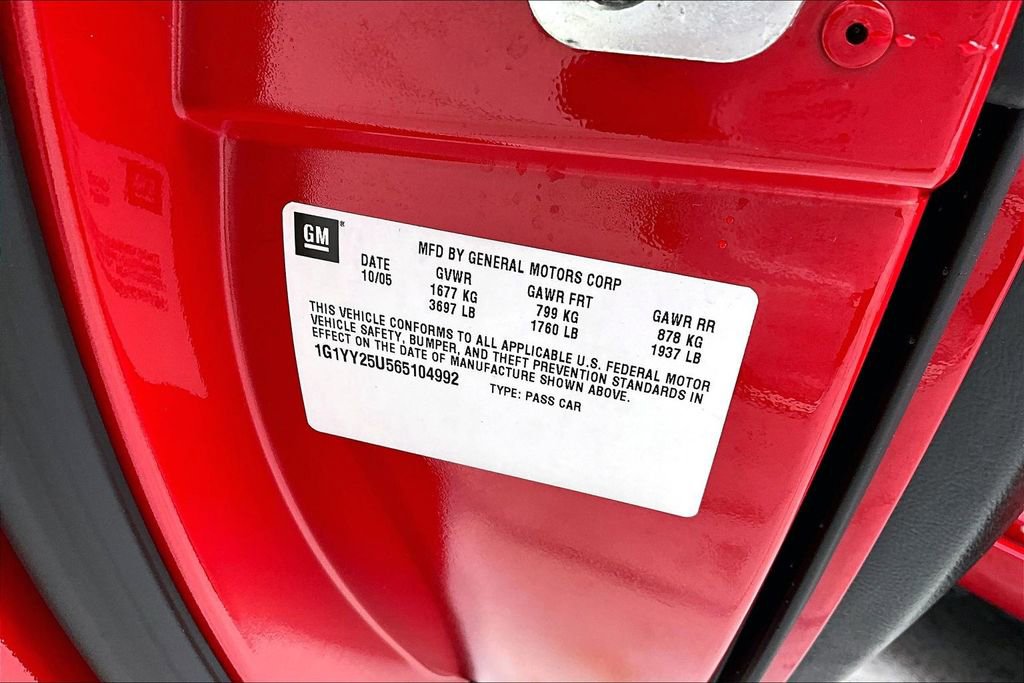 GM
MFD BY GENERAL MOTORS CORP
DATE GVWR GAWR FRT GAWR RR
10/05 1677 KG 799 KG 878 KG
3697 LB 1760 LB 1937 LB
THIS VEHICLE CONFORMS TO ALL APPLICABLE U.S. FEDERAL MOTOR
VEHICLE SAFETY, BUMPER, AND THEFT PREVENTION STANDARDS IN
EFFECT ON THE DATE OF MANUFACTURE SHOWN ABOVE.
1G1YY25U565104992 TYPE: PASS CAR